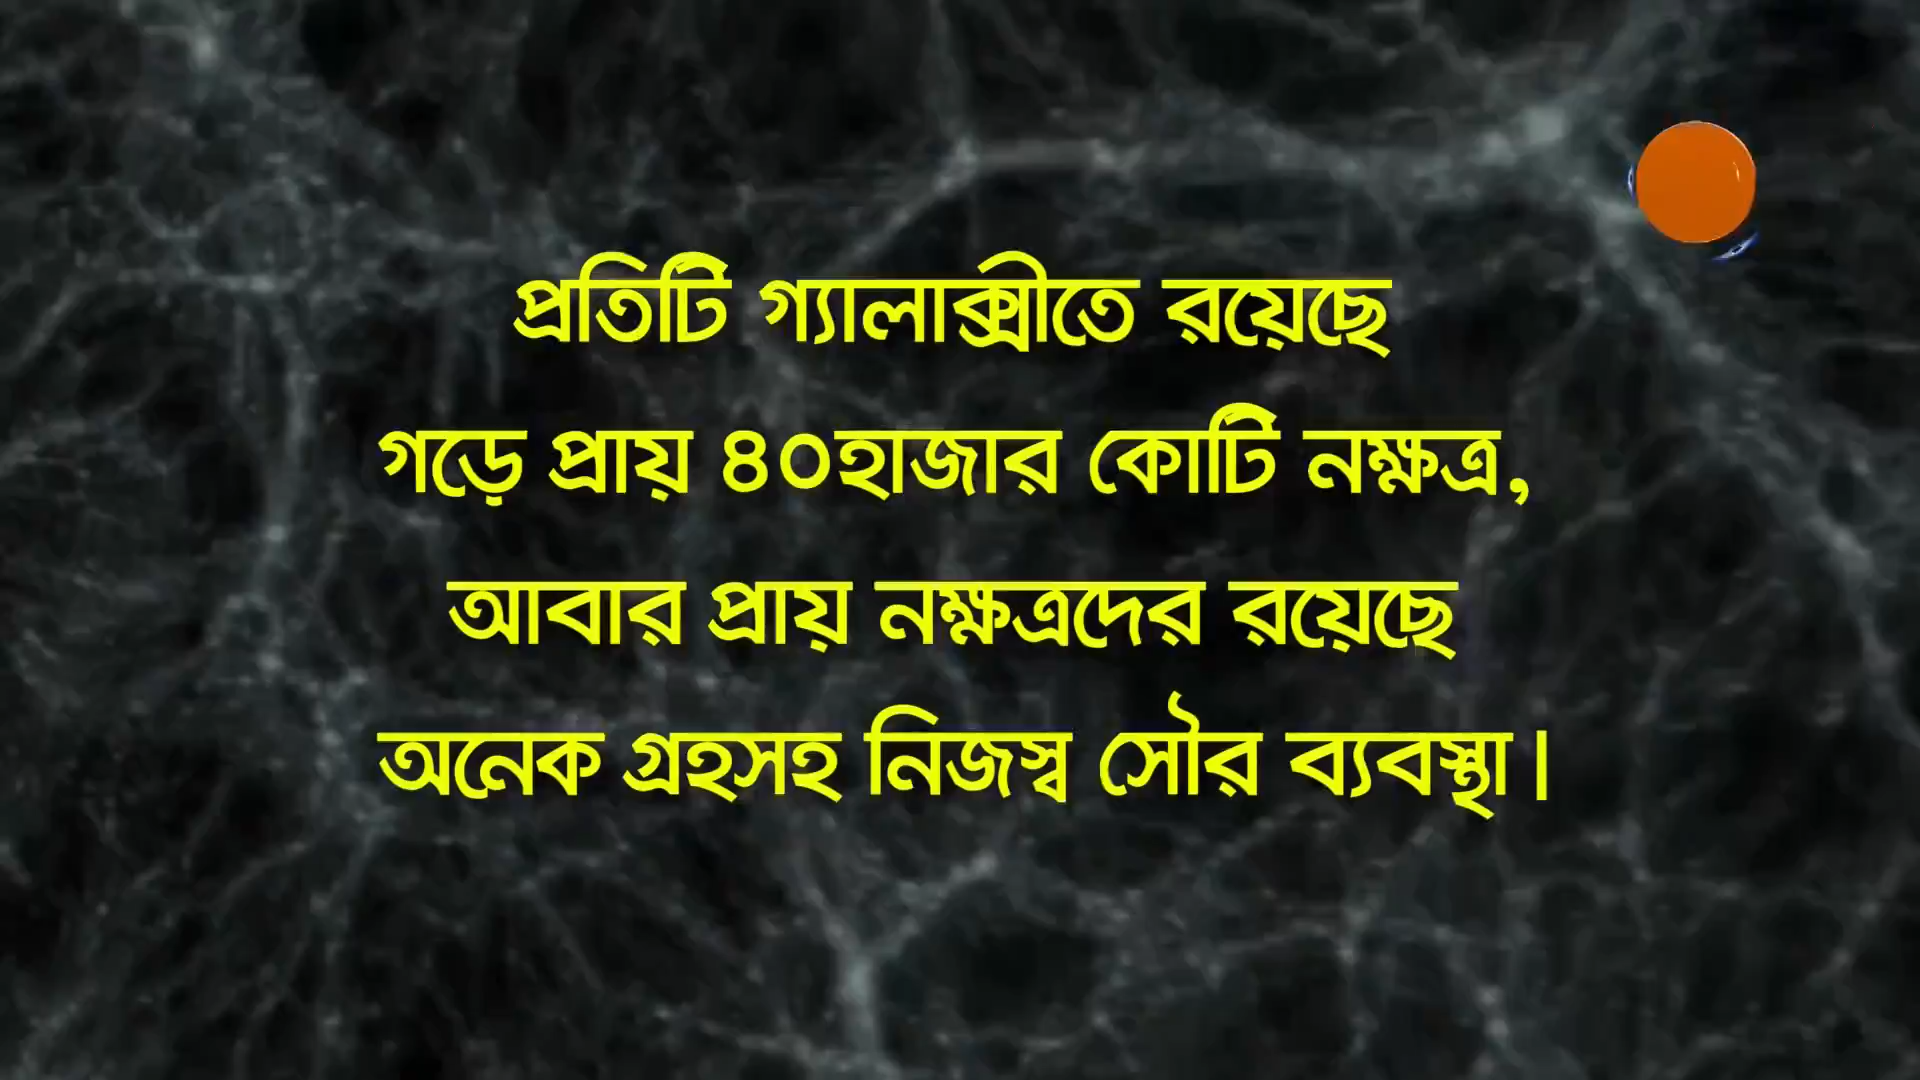 প্রতিটি গ্যালাক্সীতে রয়েছে
গড়ে প্রায় ৪০হাজার কোটি নক্ষত্র,
আবার প্রায় নক্ষত্রদের রয়েছে
অনেক গ্রহসহ নিজস্ব সৌর ব্যবস্থা।